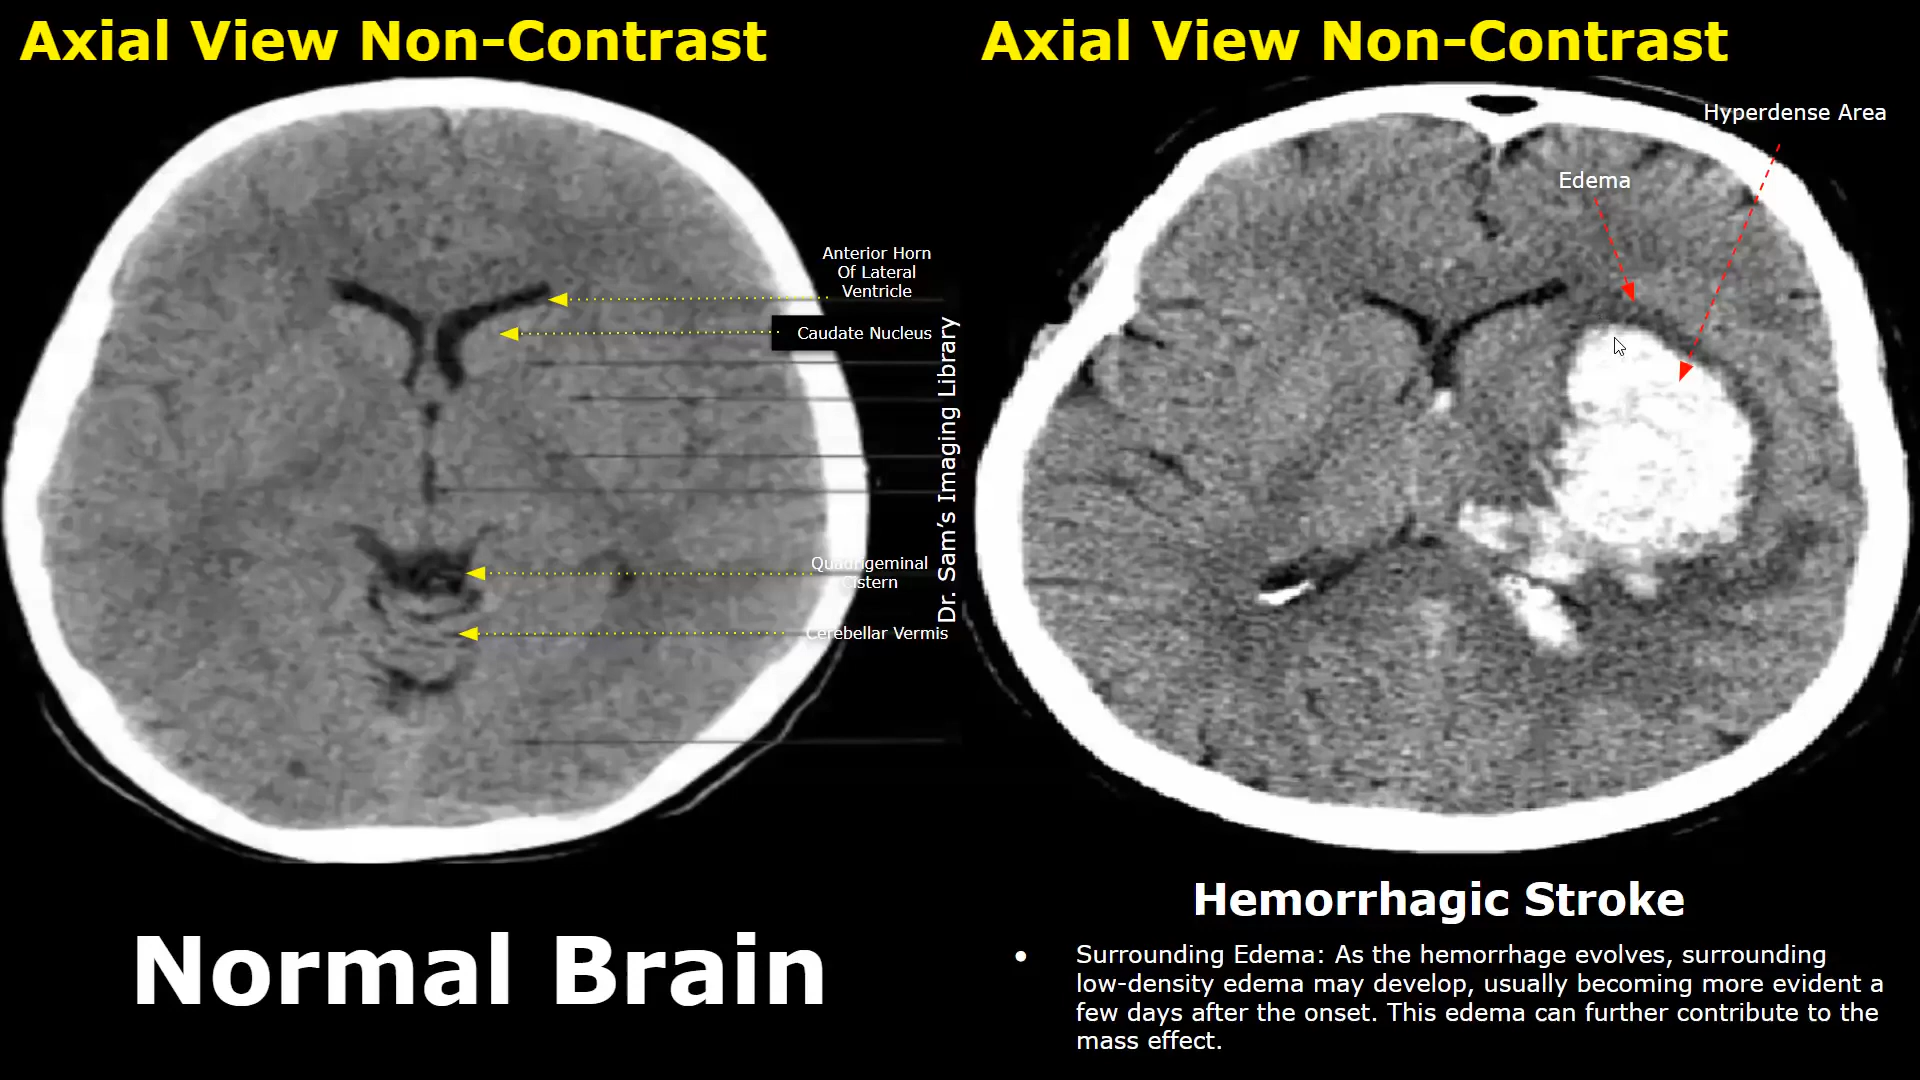 Axial View Non-Contrast
Anterior Horn
Of Lateral
Ventricle
Caudate Nucleus
Quadrigeminal
Cistern
Cerebellar Vermis
Dr. Sam’s Imaging Library
Normal Brain
Axial View Non-Contrast
Hyperdense Area
Edema
Hemorrhagic Stroke
• Surrounding Edema: As the hemorrhage evolves, surrounding
low-density edema may develop, usually becoming more evident a
few days after the onset. This edema can further contribute to the
mass effect.